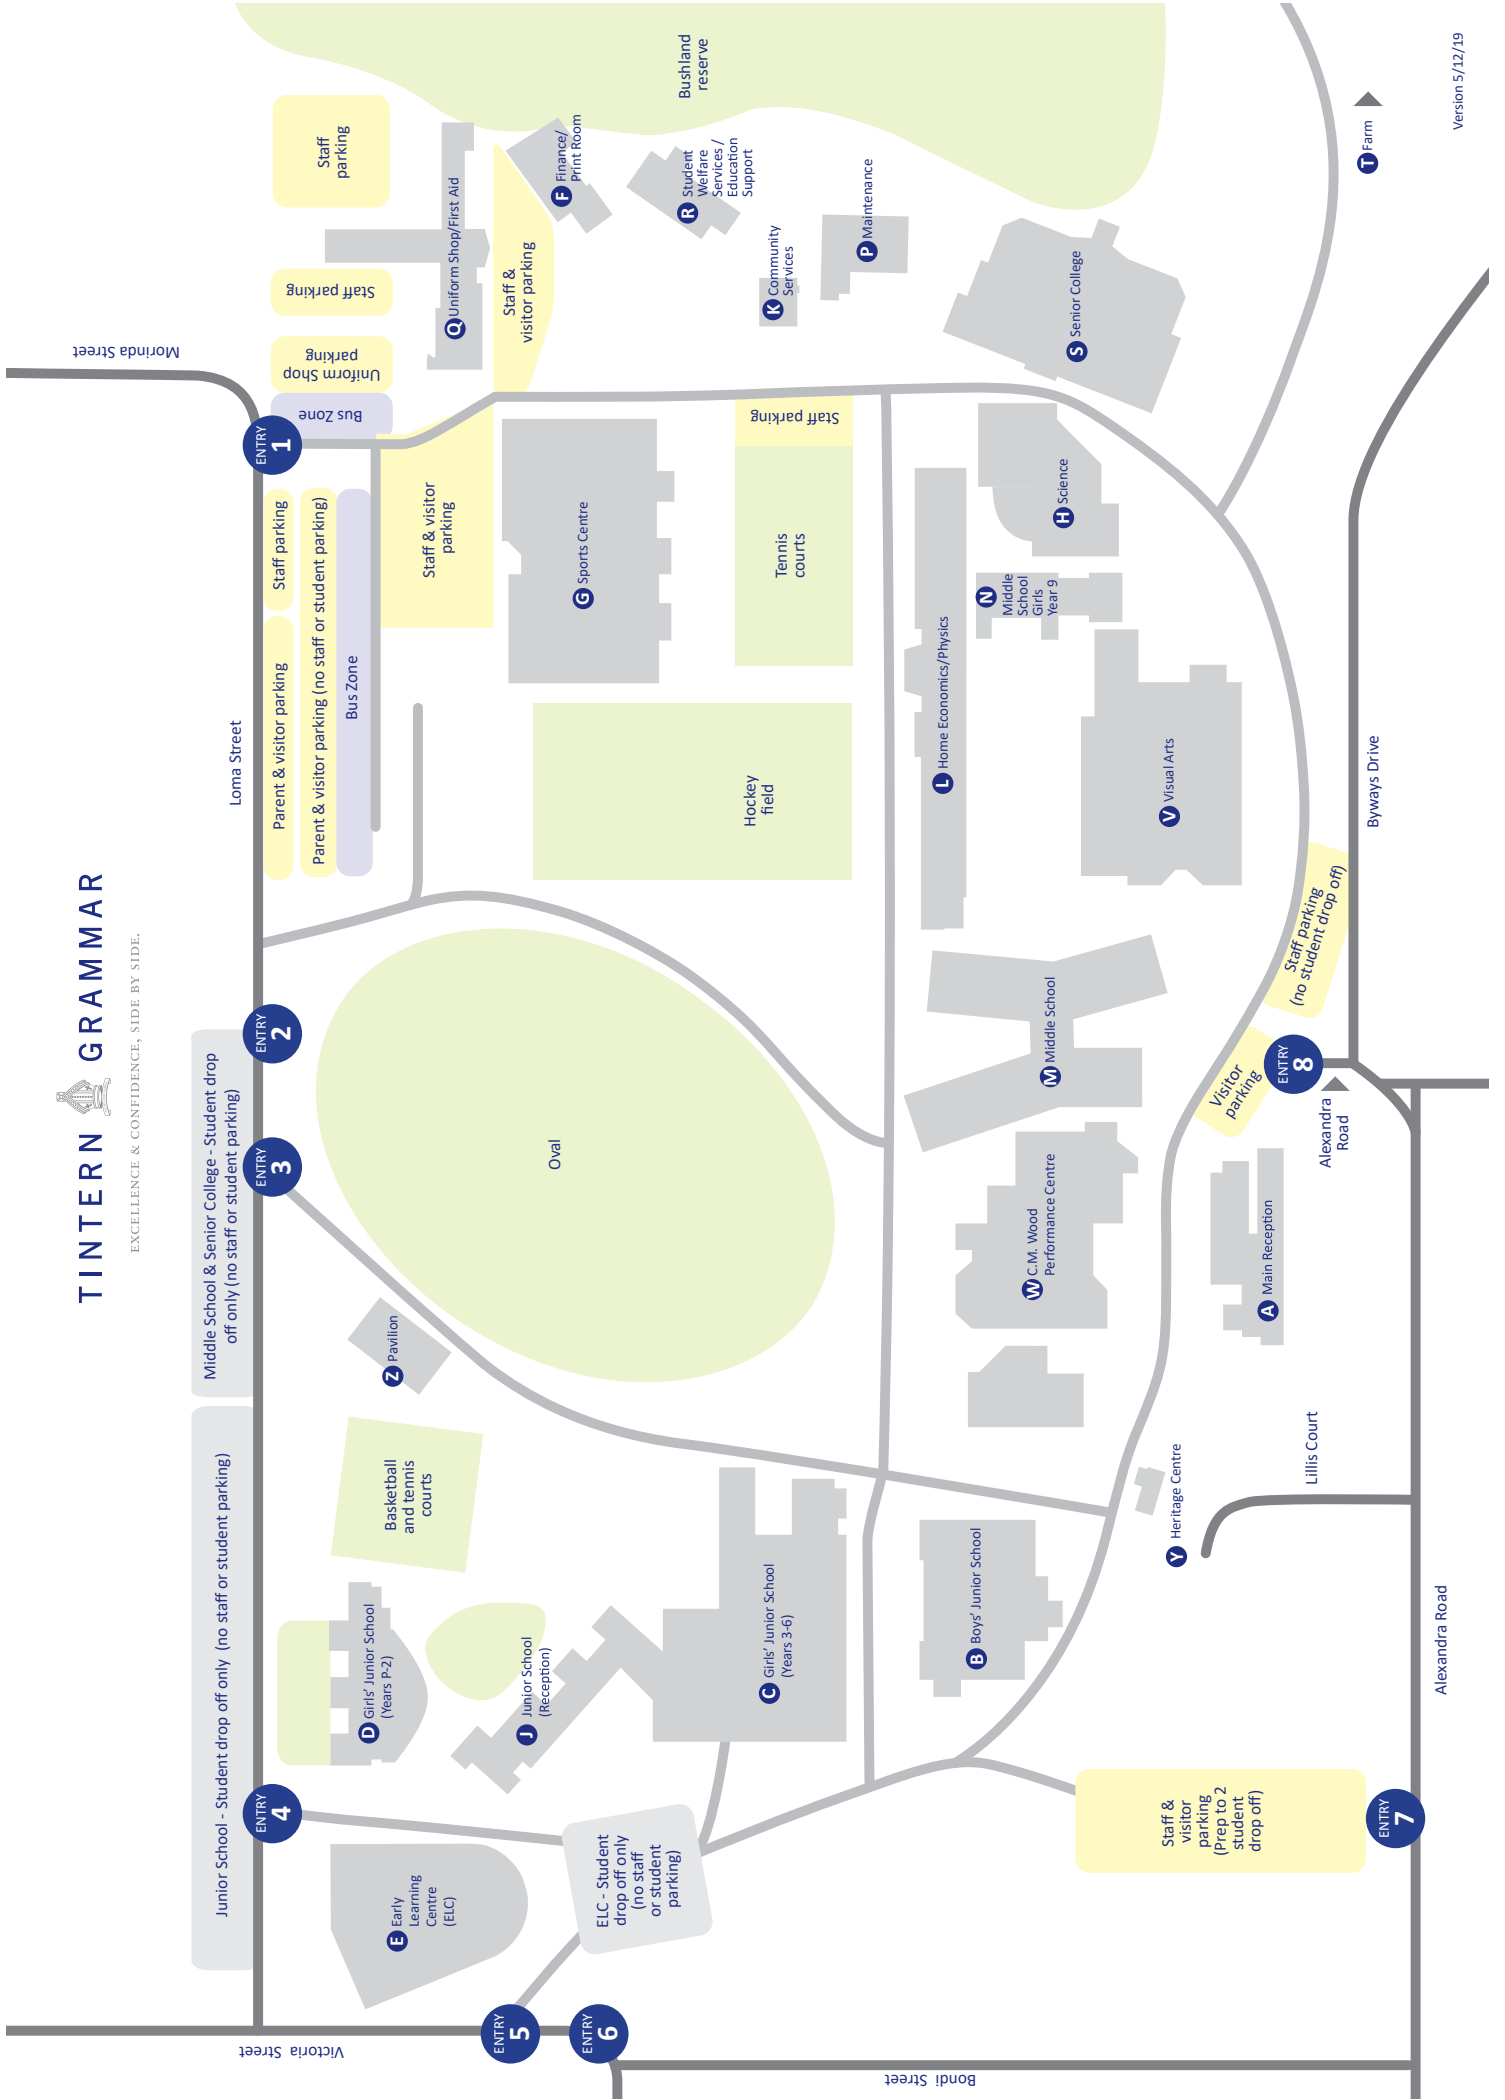 TINTERN GRAMMAR
EXCELLENCE & CONFIDENCE, SIDE BY SIDE.
Junior School - Student drop off only (no staff or student parking)
Middle School & Senior College - Student drop
off only (no staff or student parking)
Loma Street
Morinda Street
Victoria Street
ENTRY
4
ENTRY
3
ENTRY
2
ENTRY
1
Parent & visitor parking
Staff parking
Parent & visitor parking (no staff or student parking)
Bus Zone
Bus Zone
Uniform Shop
parking
Staff parking
Staff
parking
E Early
Learning
Centre
(ELC)
D Girls' Junior School
(Years P-2)
Basketball
and tennis
courts
Z Pavilion
Staff & visitor
parking
Q Uniform Shop/First Aid
ENTRY
5
ENTRY
6
J Junior School
(Reception)
Oval
G Sports Centre
Staff &
visitor parking
F Finance/
Print Room
ELC - Student
drop off only
(no staff
or student
parking)
Bushland
reserve
R Student
Welfare
Services /
Education
Support
C Girls' Junior School
(Years 3-6)
Hockey
field
Tennis
courts
Staff parking
K Community
Services
P Maintenance
Bondi Street
B Boys' Junior School
W C.M. Wood
Performance Centre
M Middle School
L Home Economics/Physics
N
Middle
School
Girls
Year 9
H Science
S Senior College
Y Heritage Centre
V Visual Arts
Staff &
visitor
parking
(Prep to 2
student
drop off)
A Main Reception
Visitor
parking
Staff parking
(no student drop off)
Lillis Court
ENTRY
8
Alexandra
Road
Byways Drive
T Farm
ENTRY
7
Alexandra Road
Version 5/12/19